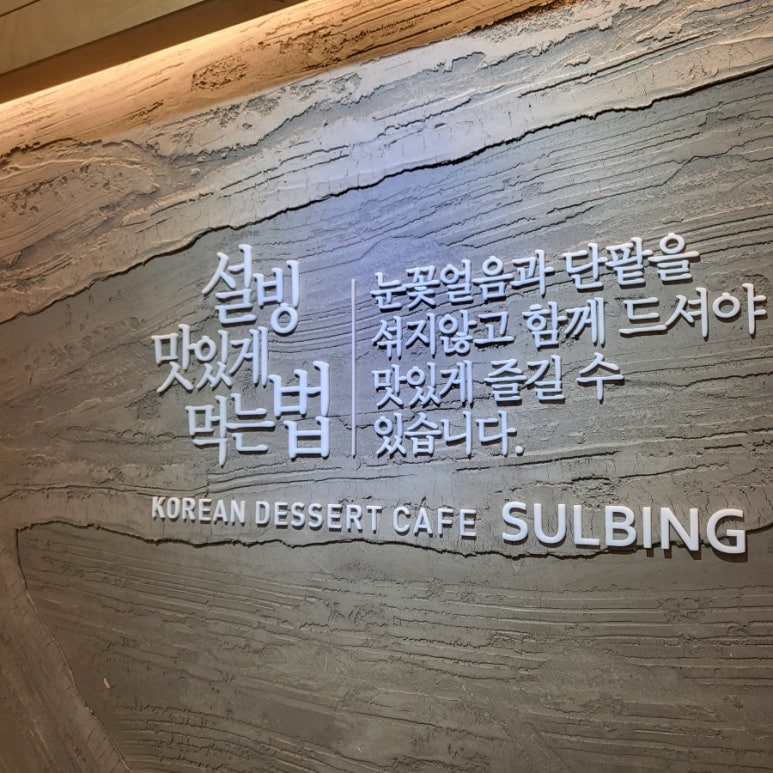 설빙
맛있게
먹는법
눈꽃얼음과 단팥을
섞지않고 함께 드셔야
맛있게 즐길 수
있습니다.
KOREAN DESSERT CAFE SULBING